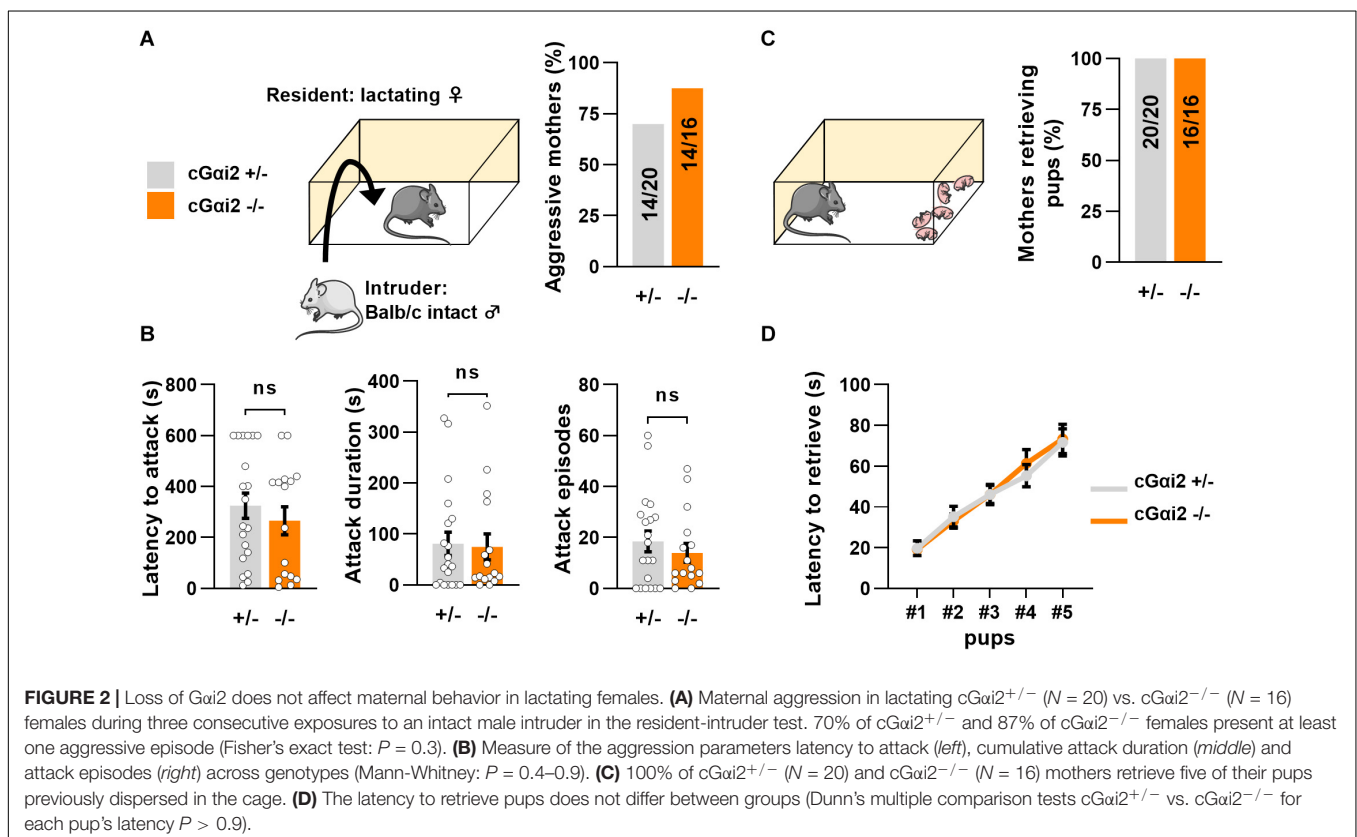 A
Resident: lactating ♀
cGαi2 +/-
cGαi2 -/-
Intruder:
Balb/c intact ♂
Aggressive mothers (%)
100
75
50
25
0
14/20
14/16
+/-
-/-
C
Mothers retrieving
pups (%)
100
75
50
25
0
20/20
16/16
+/-
-/-
B
Latency to attack (s)
800
600
400
200
0
ns
+/-
-/-
Attack duration (s)
400
300
200
100
0
ns
+/-
-/-
Attack episodes
80
60
40
20
0
ns
+/-
-/-
D
Latency to retrieve (s)
100
80
60
40
20
0
#1 #2 #3 #4 #5
pups
cGαi2 +/-
cGαi2 -/-
FIGURE 2 | Loss of Gαi2 does not affect maternal behavior in lactating females. (A) Maternal aggression in lactating cGαi2+/− (N = 20) vs. cGαi2−/− (N = 16)
females during three consecutive exposures to an intact male intruder in the resident-intruder test. 70% of cGαi2+/− and 87% of cGαi2−/− females present at least
one aggressive episode (Fisher's exact test: P = 0.3). (B) Measure of the aggression parameters latency to attack (left), cumulative attack duration (middle) and
attack episodes (right) across genotypes (Mann-Whitney: P = 0.4–0.9). (C) 100% of cGαi2+/− (N = 20) and cGαi2−/− (N = 16) mothers retrieve five of their pups
previously dispersed in the cage. (D) The latency to retrieve pups does not differ between groups (Dunn's multiple comparison tests cGαi2+/− vs. cGαi2−/− for
each pup's latency P > 0.9).